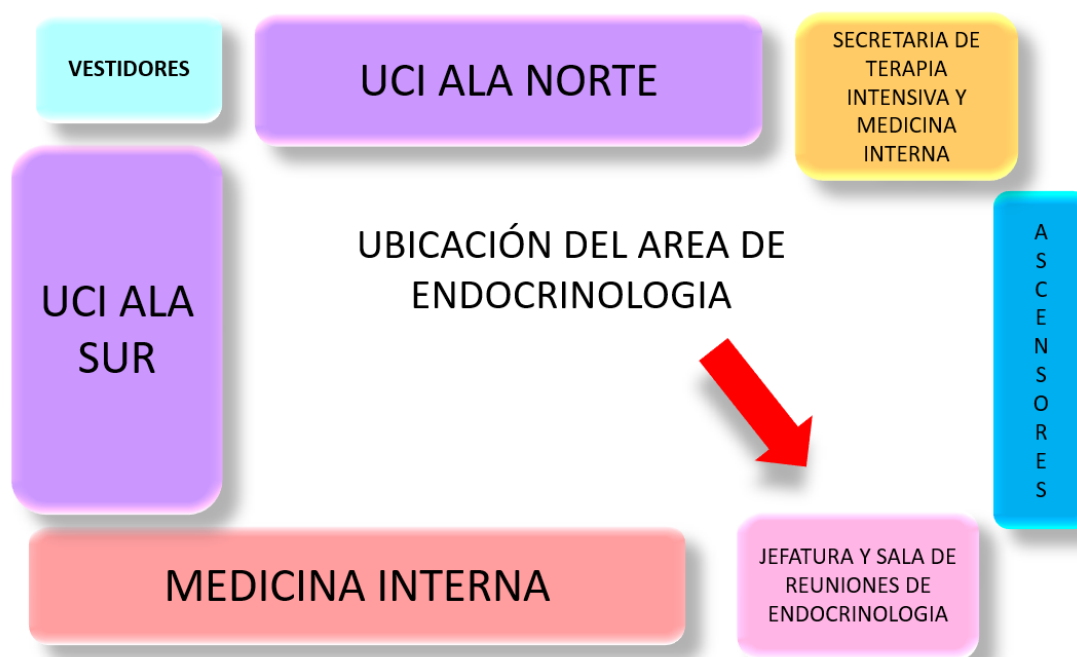 VESTIDORES
UCI ALA NORTE
SECRETARIA DE
TERAPIA
INTENSIVA Y
MEDICINA
INTERNA
UBICACIÓN DEL AREA DE
ENDOCRINOLOGIA
UCI ALA
SUR
A
S
C
E
N
S
O
R
E
S
MEDICINA INTERNA
JEFATURA Y SALA DE
REUNIONES DE
ENDOCRINOLOGIA